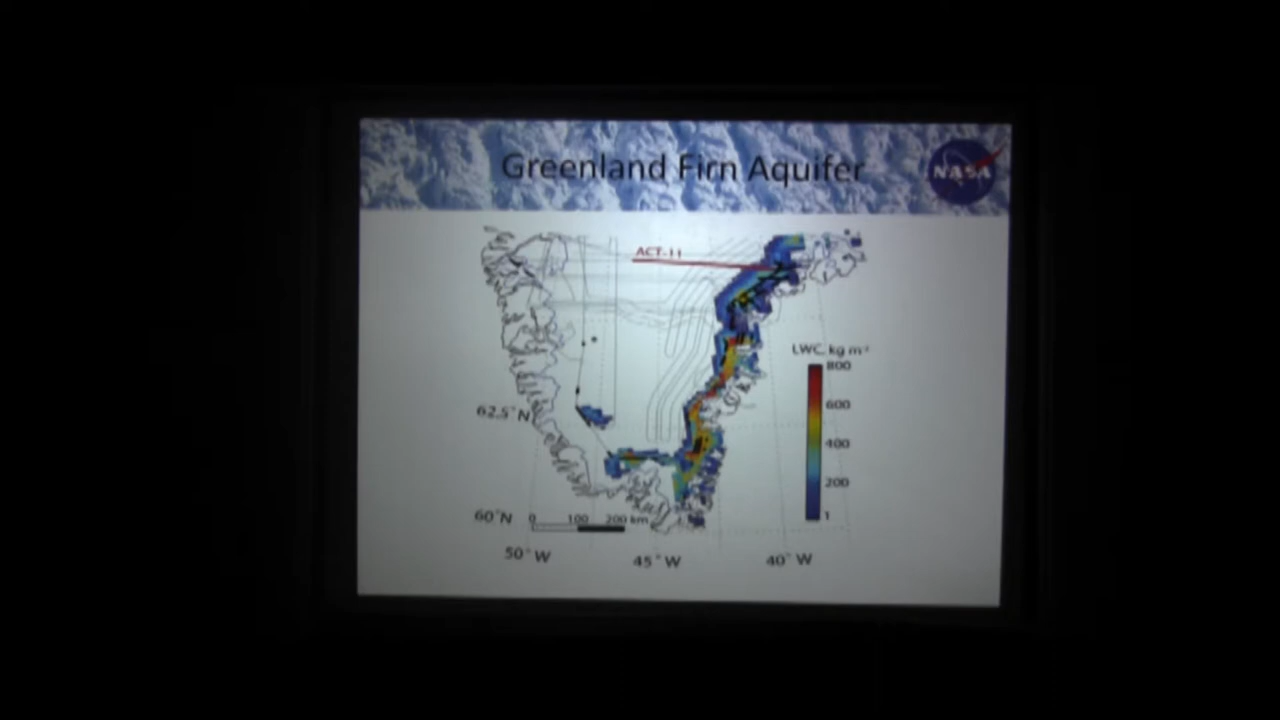 Greenland Firn Aquifer
NASA
ACT-11
LWC, kg m⁻²
800
600
400
200
1
62.5°N
60°N
0 100 200 km
50°W 45°W 40°W